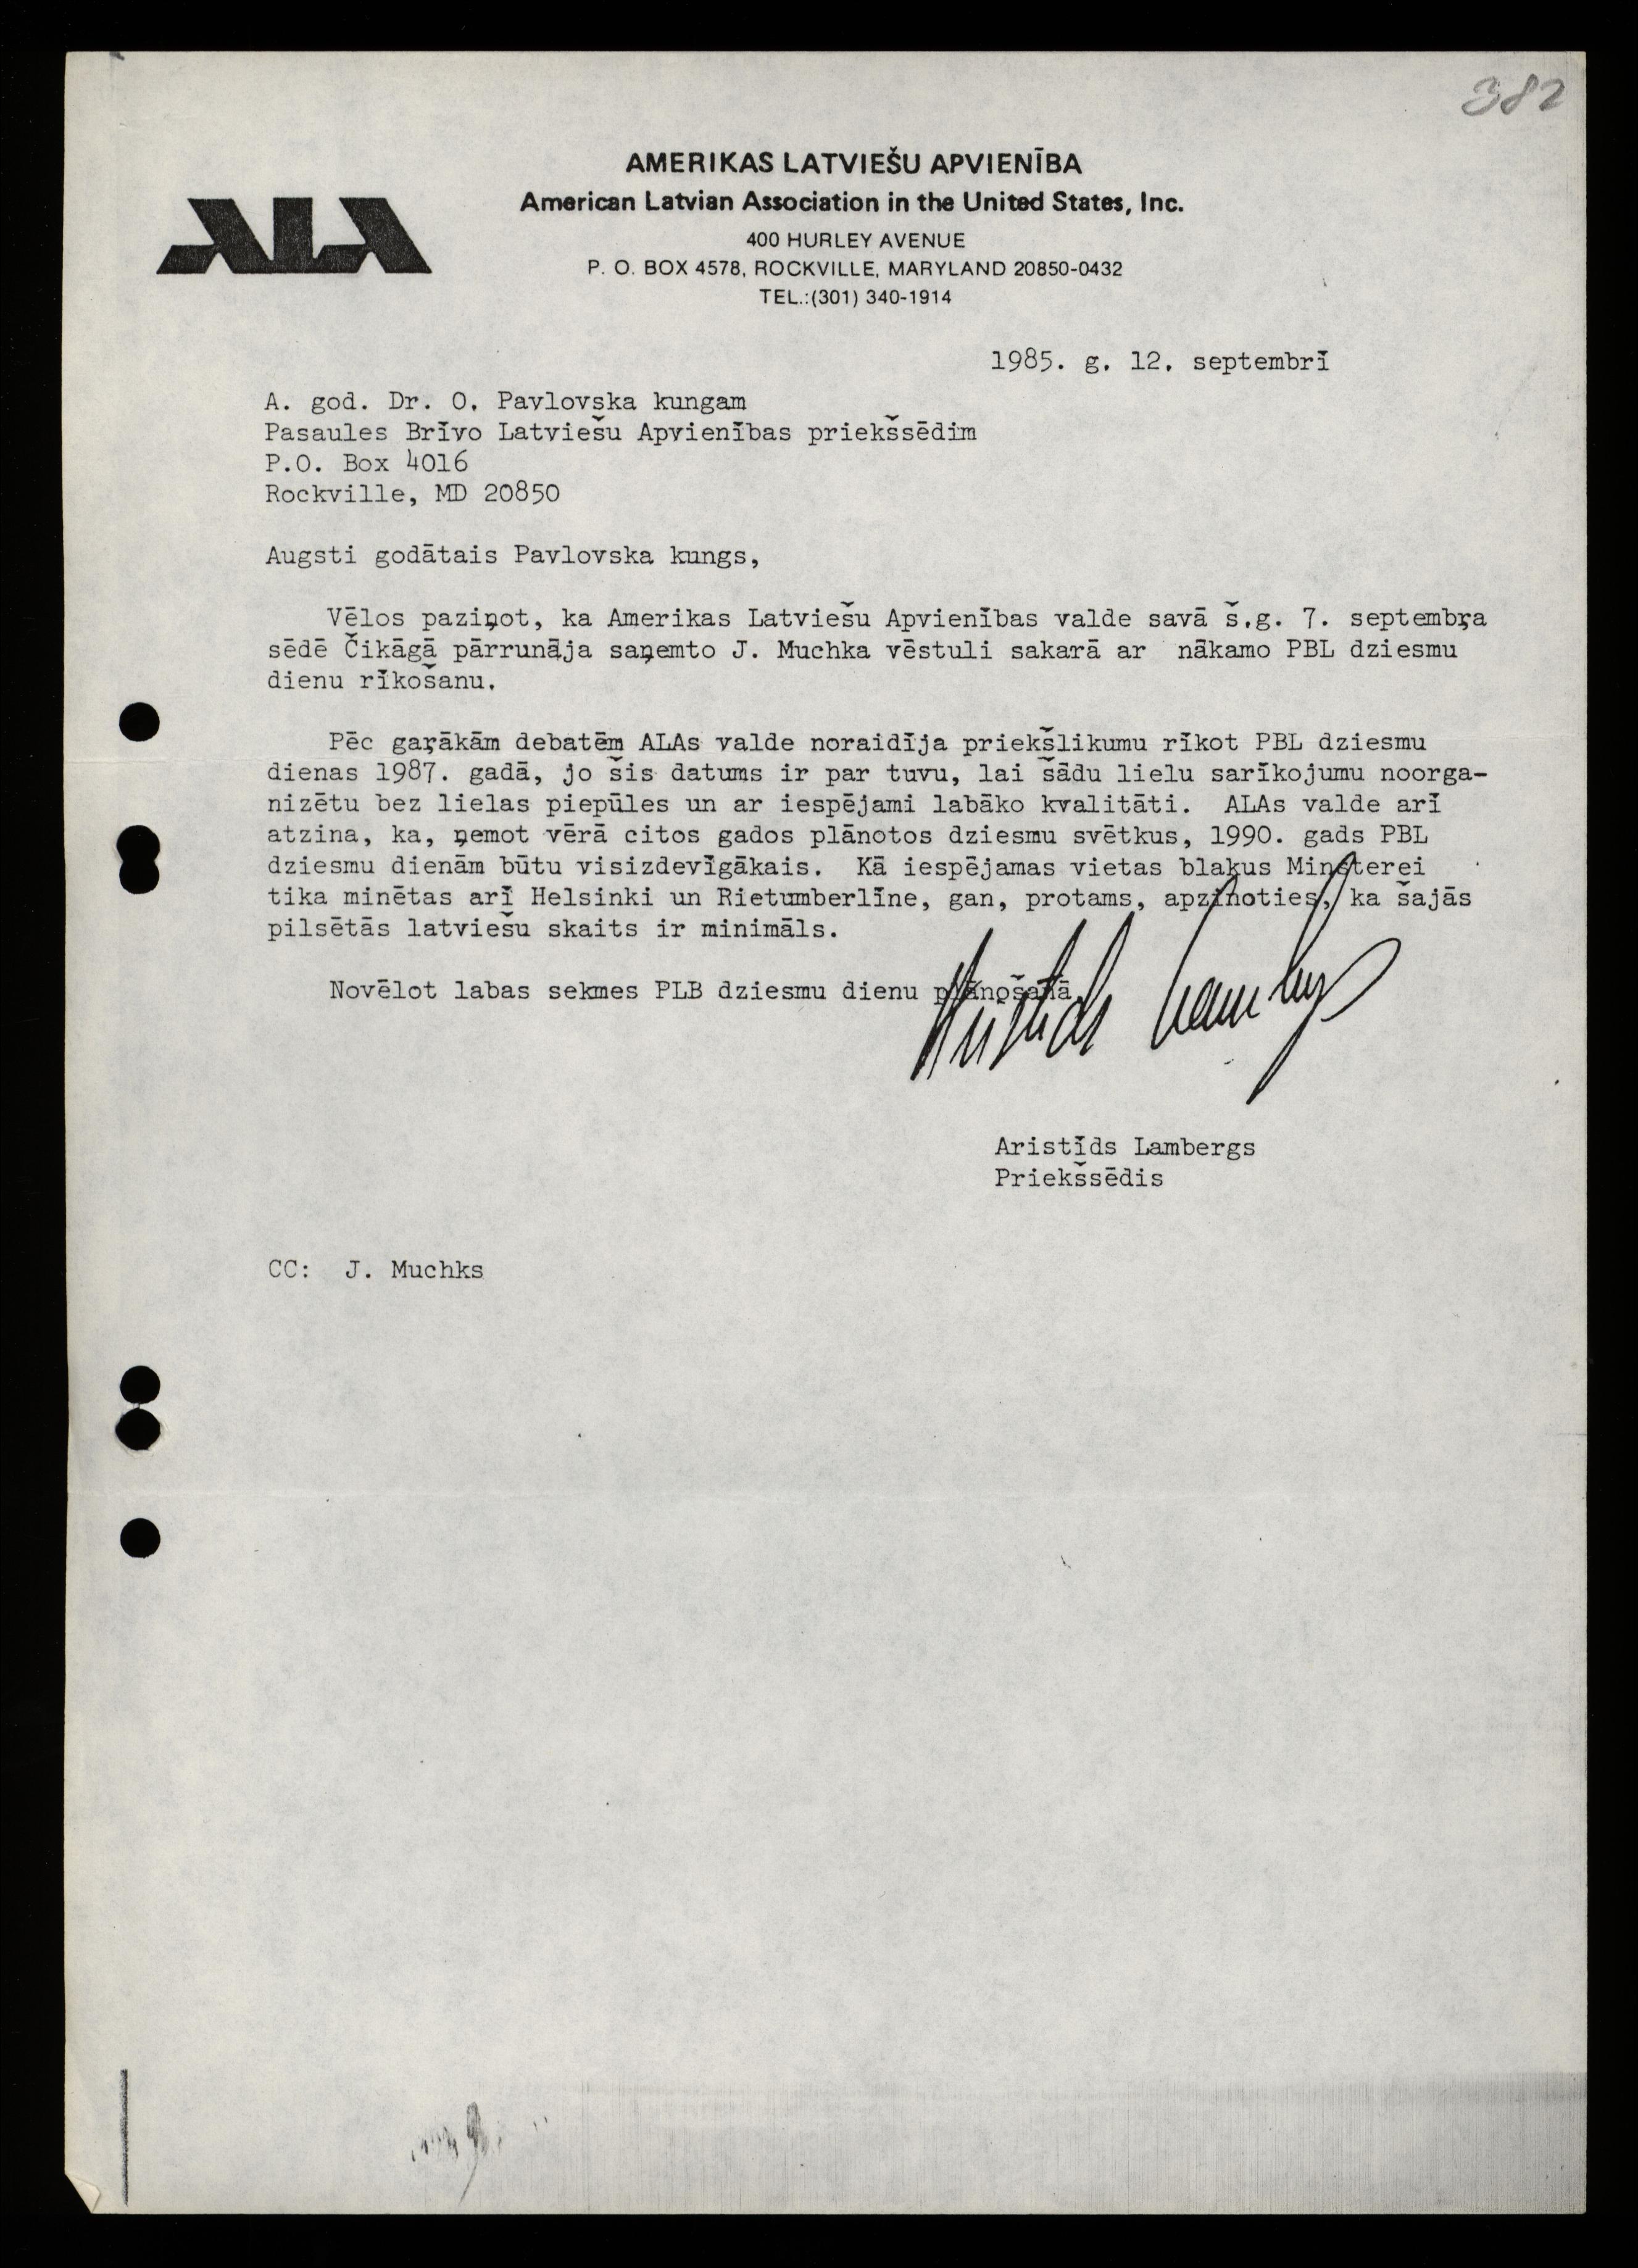 382
AMERIKAS LATVIEŠU APVIENĪBA
American Latvian Association in the United States, Inc.
ALA
400 HURLEY AVENUE
P. O. BOX 4578, ROCKVILLE, MARYLAND 20850-0432
TEL.:(301) 340-1914
1985. g. 12. septembrī
A. god. Dr. O. Pavlovska kungam
Pasaules Brīvo Latviešu Apvienības priekšsēdim
P.O. Box 4016
Rockville, MD 20850
Augsti godātais Pavlovska kungs,
Vēlos paziņot, ka Amerikas Latviešu Apvienības valde savā š.g. 7. septembŗa
sēdē Čikāgā pārrunāja saņemto J. Muchka vēstuli sakarā ar nākamo PBL dziesmu
dienu rīkošanu.
Pēc gaŗākām debatēm ALAs valde noraidīja priekšlikumu rīkot PBL dziesmu
dienas 1987. gadā, jo šis datums ir par tuvu, lai šādu lielu sarīkojumu noorga-
nizētu bez lielas piepūles un ar iespējami labāko kvalitāti. ALAs valde arī
atzina, ka, ņemot vērā citos gados plānotos dziesmu svētkus, 1990. gads PBL
dziesmu dienām būtu visizdevīgākais. Kā iespējamas vietas blakus Minsterei
tika minētas arī Helsinki un Rietumberlīne, gan, protams, apzinoties, ka šajās
pilsētās latviešu skaits ir minimāls.
Novēlot labas sekmes PLB dziesmu dienu plānošanā
Aristids Lambergs
Aristīds Lambergs
Priekšsēdis
CC: J. Muchks